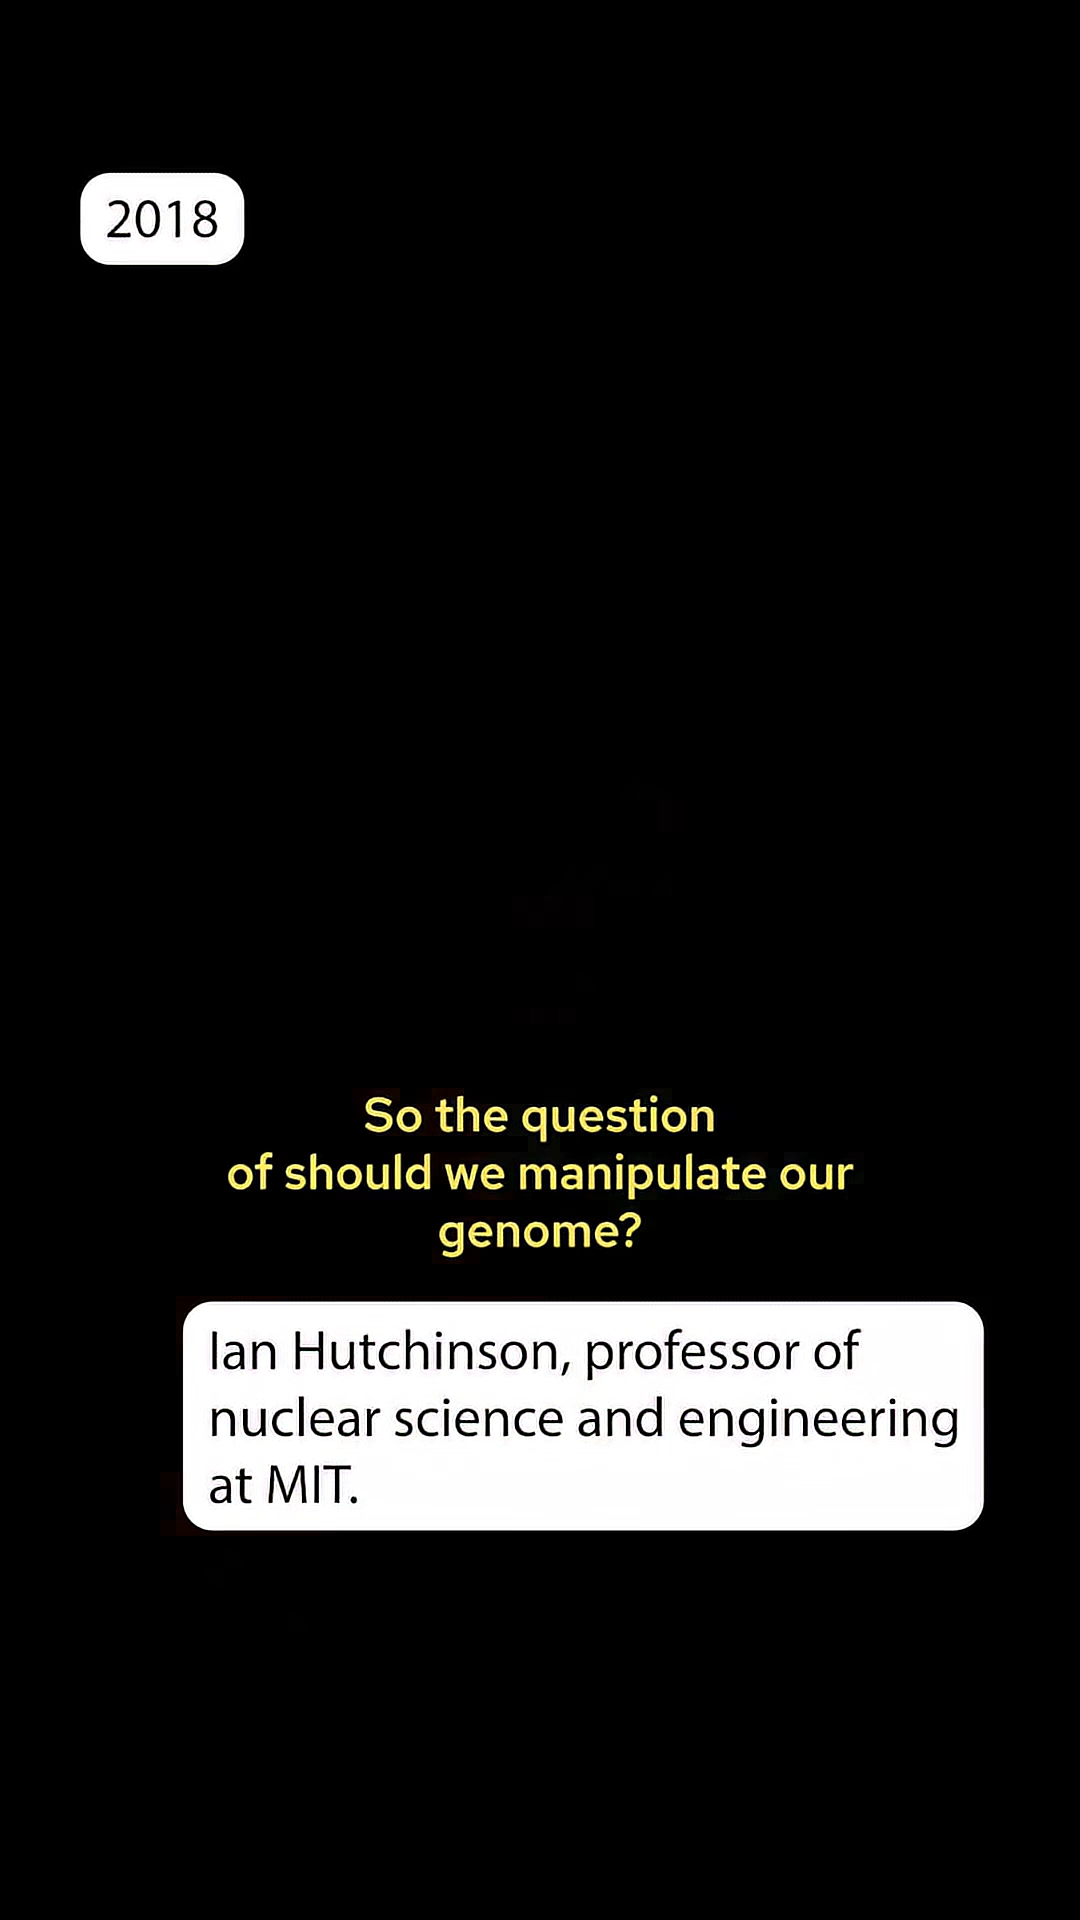 2018
So the question
of should we manipulate our
genome?
Ian Hutchinson, professor of
nuclear science and engineering
at MIT.